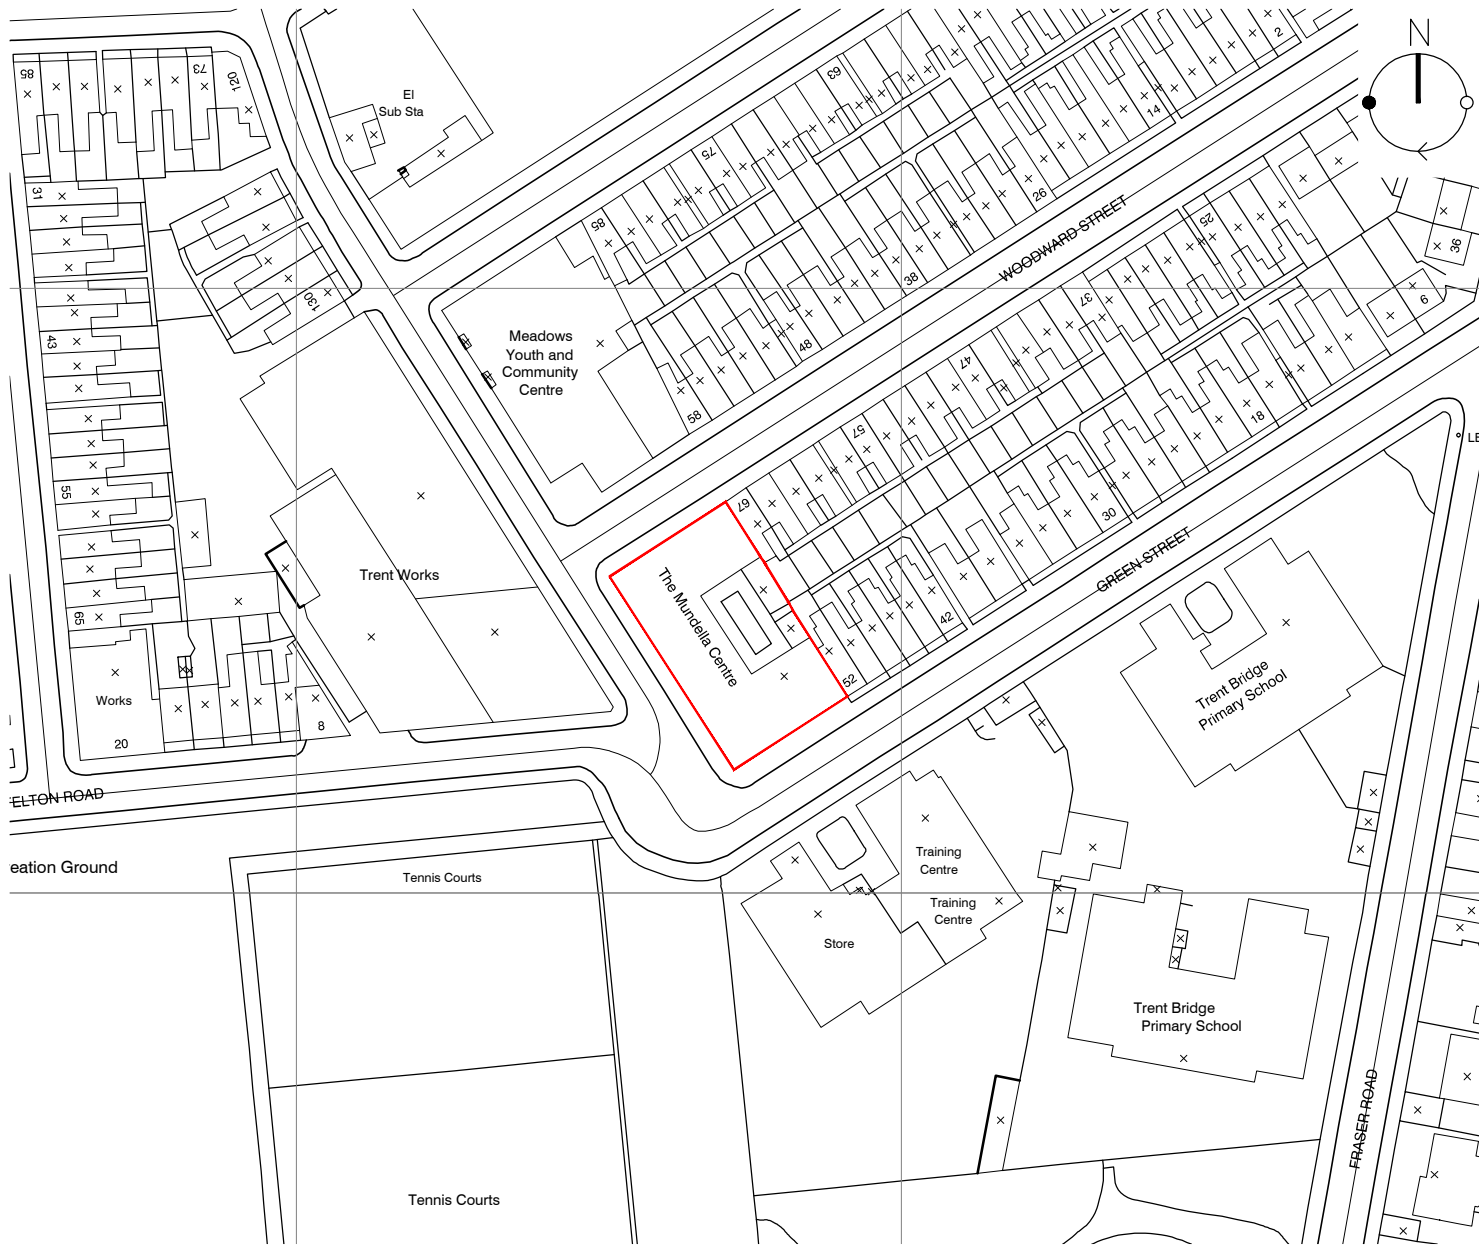 85
73
120
El
Sub Sta
63
2
N
14
75
31
26
WOODWARD STREET
85
25
36
38
130
37
9
43
Meadows
Youth and
Community
Centre
48
47
58
57
18
LE
55
67
30
GREEN STREET
Trent Works
The Mundella Centre
65
42
52
Trent Bridge
Primary School
Works
8
20
ELTON ROAD
eation Ground
Tennis Courts
Training
Centre
Training
Centre
Store
Trent Bridge
Primary School
FRASER ROAD
Tennis Courts